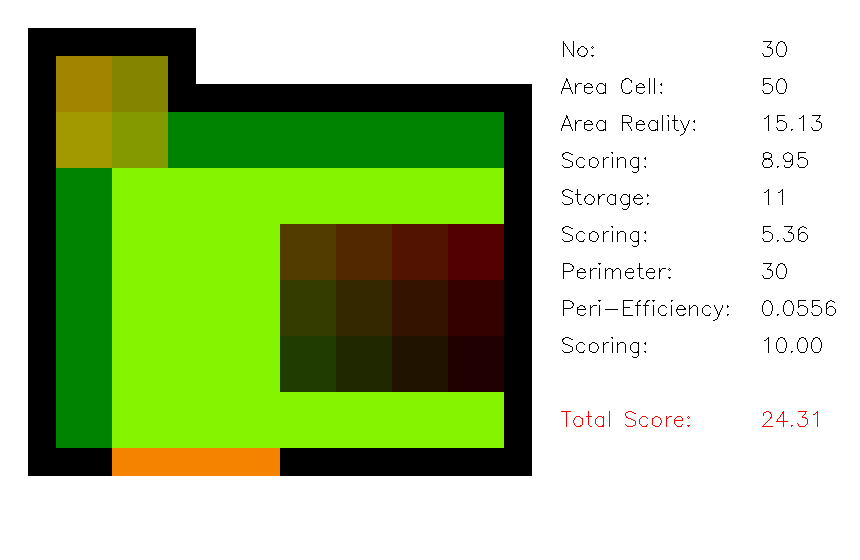 No: 30
Area Cell: 50
Area Reality: 15.13
Scoring: 8.95
Storage: 11
Scoring: 5.36
Perimeter: 30
Peri-Efficiency: 0.0556
Scoring: 10.00
Total Score: 24.31